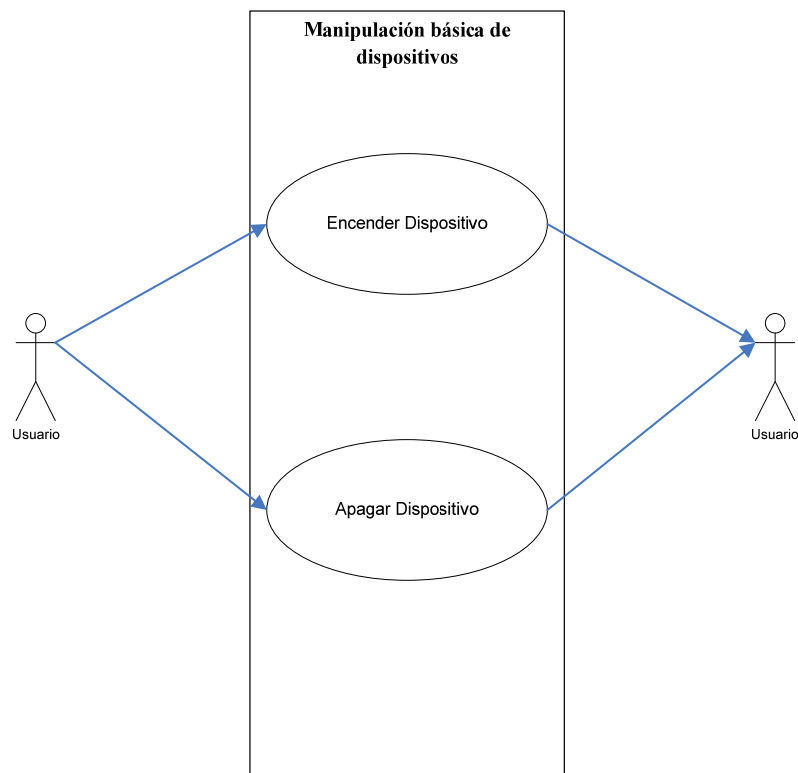 Manipulación básica de
dispositivos
Encender Dispositivo
Usuario
Usuario
Apagar Dispositivo